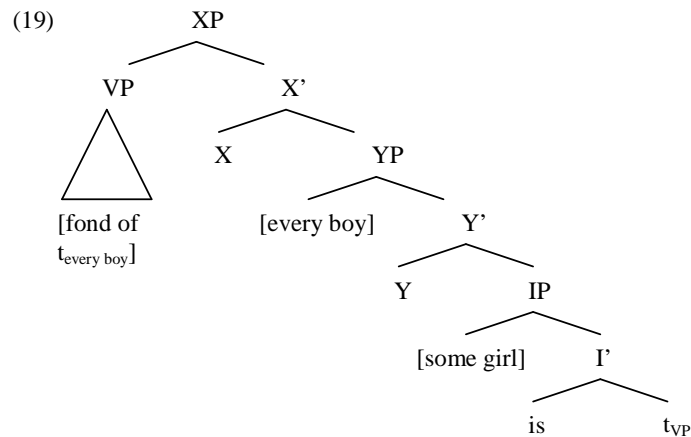 (19) XP
VP X’
X YP
[fond of [every boy] Y’
t_every boy]
Y IP
[some girl] I’
is t_VP